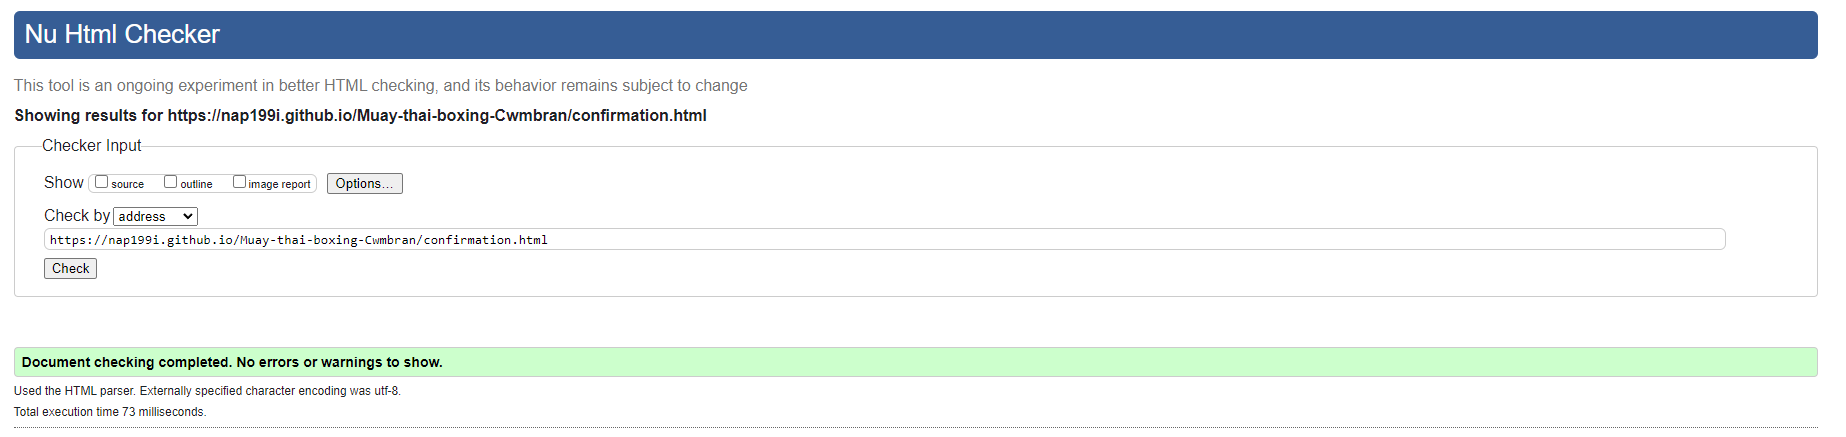 Nu Html Checker
This tool is an ongoing experiment in better HTML checking, and its behavior remains subject to change
Showing results for https://nap199i.github.io/Muay-thai-boxing-Cwmbran/confirmation.html
Checker Input
Show source outline image report Options...
Check by address
https://nap199i.github.io/Muay-thai-boxing-Cwmbran/confirmation.html
Check
Document checking completed. No errors or warnings to show.
Used the HTML parser. Externally specified character encoding was utf-8.
Total execution time 73 milliseconds.